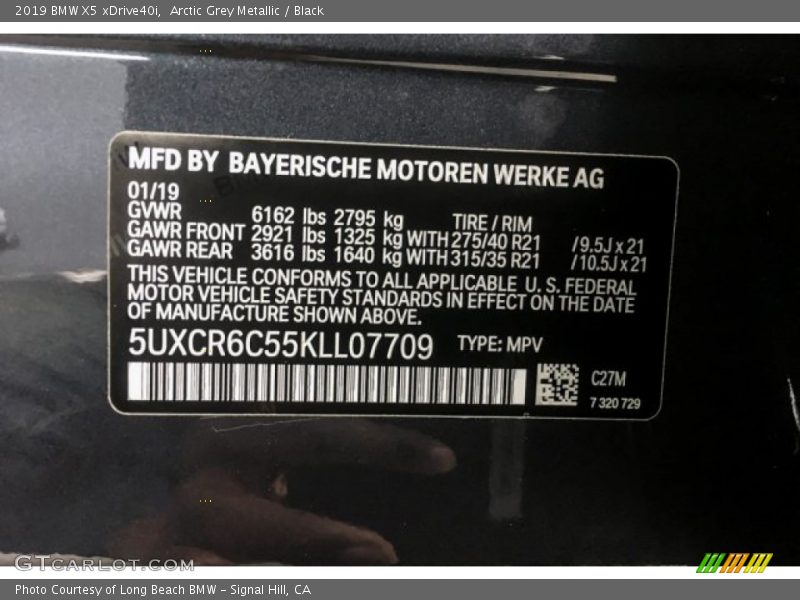 2019 BMW X5 xDrive40i, Arctic Grey Metallic / Black
MFD BY BAYERISCHE MOTOREN WERKE AG
01/19
GVWR 6162 lbs 2795 kg TIRE / RIM
GAWR FRONT 2921 lbs 1325 kg WITH 275/40 R21 /9.5J x 21
GAWR REAR 3616 lbs 1640 kg WITH 315/35 R21 /10.5J x 21
THIS VEHICLE CONFORMS TO ALL APPLICABLE U. S. FEDERAL
MOTOR VEHICLE SAFETY STANDARDS IN EFFECT ON THE DATE
OF MANUFACTURE SHOWN ABOVE.
5UXCR6C55KLL07709 TYPE: MPV
C27M
7 320 729
GTCARLOT.COM
Photo Courtesy of Long Beach BMW - Signal Hill, CA